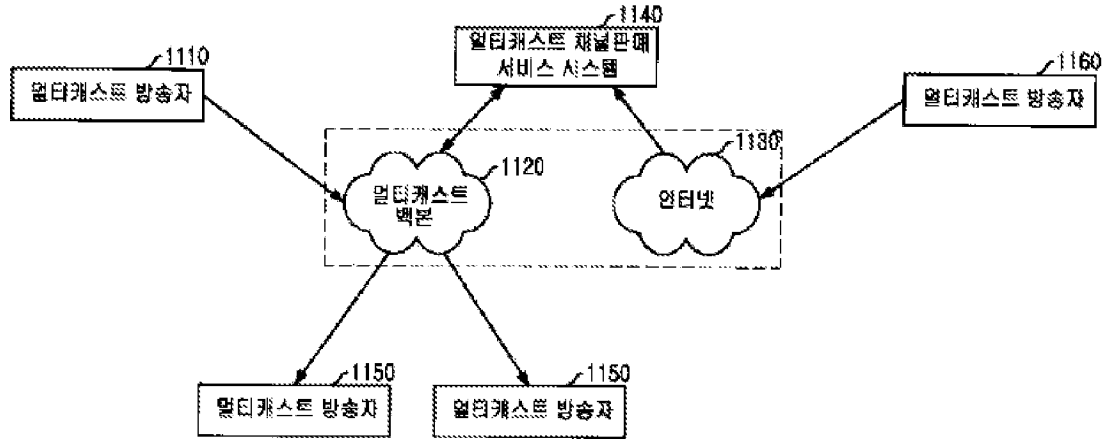 1140
멀티캐스트 채널판매
서비스 시스템
1110
멀티캐스트 방송자
1160
멀티캐스트 방송자
1120
멀티캐스트
백본
1130
인터넷
1150
멀티캐스트 방송자
1150
멀티캐스트 방송자